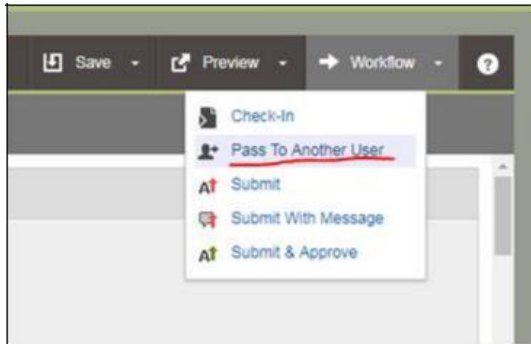 Save Preview Workflow ?
Check-In
Pass To Another User
Submit
Submit With Message
Submit & Approve